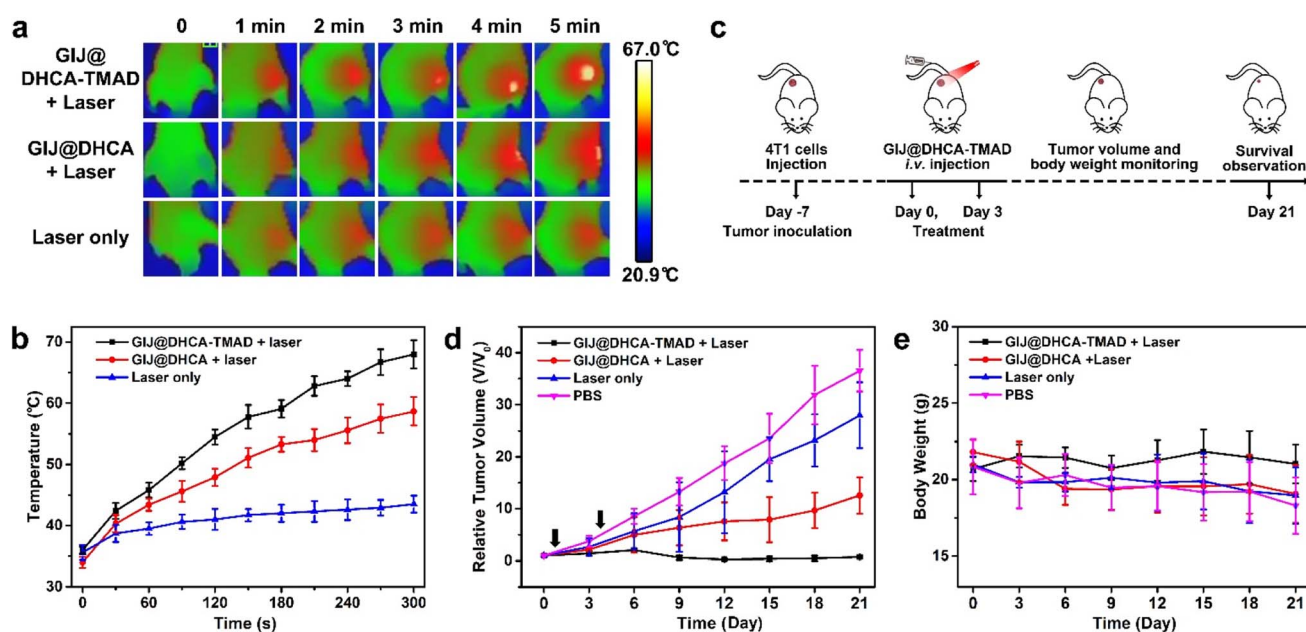 a
0 1 min 2 min 3 min 4 min 5 min
GIJ@
DHCA-TMAD
+ Laser
GIJ@DHCA
+ Laser
Laser only
67.0℃
20.9℃
c
4T1 cells
Injection
GIJ@DHCA-TMAD
i.v. injection
Tumor volume and
body weight monitoring
Survival
observation
Day -7
Tumor inoculation
Day 0, Day 3
Treatment
Day 21
b
GIJ@DHCA-TMAD + laser
GIJ@DHCA + laser
Laser only
Temperature (℃)
70
60
50
40
30
0 60 120 180 240 300
Time (s)
d
GIJ@DHCA-TMAD + Laser
GIJ@DHCA + Laser
Laser only
PBS
Relative Tumor Volume (V/V₀)
40
30
20
10
0
0 3 6 9 12 15 18 21
Time (Day)
e
GIJ@DHCA-TMAD + Laser
GIJ@DHCA +Laser
Laser only
PBS
Body Weight (g)
30
25
20
15
0 3 6 9 12 15 18 21
Time (Day)